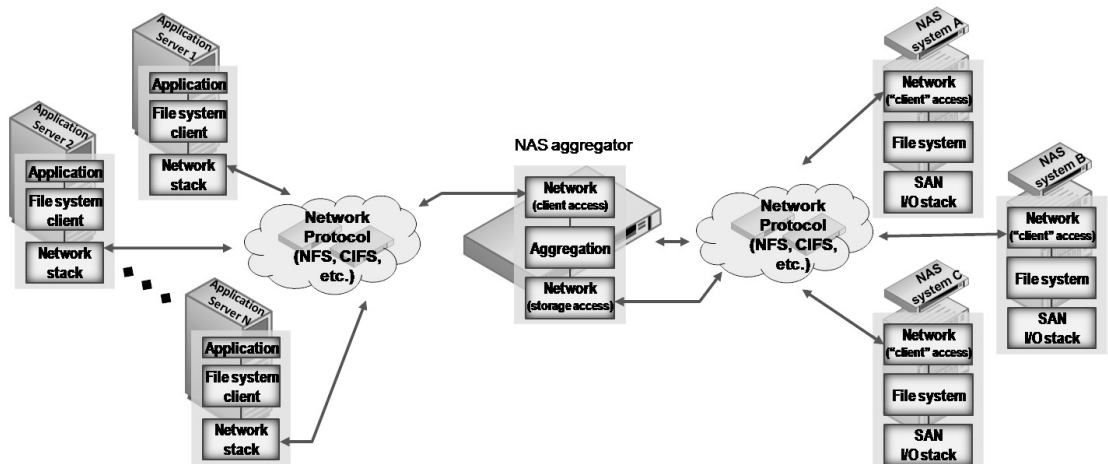 Application
Server 1
Application
File system
client
Network
stack
Application
Server 2
Application
File system
client
Network
stack
Application
Server N
Application
File system
client
Network
stack
Network
Protocol
(NFS, CIFS,
etc.)
NAS aggregator
Network
(client access)
Aggregation
Network
(storage access)
Network
Protocol
(NFS, CIFS,
etc.)
NAS
system A
Network
("client" access)
File system
SAN
I/O stack
NAS
system B
Network
("client" access)
File system
SAN
I/O stack
NAS
system C
Network
("client" access)
File system
SAN
I/O stack